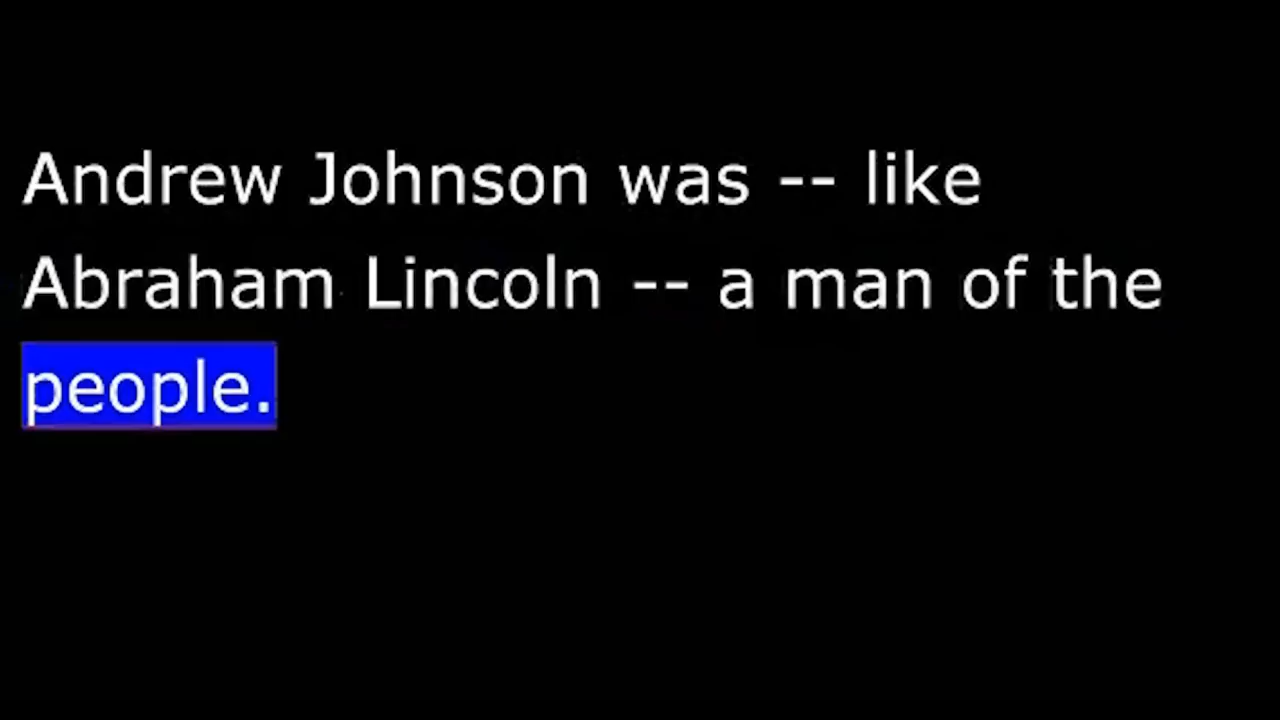 Andrew Johnson was -- like
Abraham Lincoln -- a man of the
people.